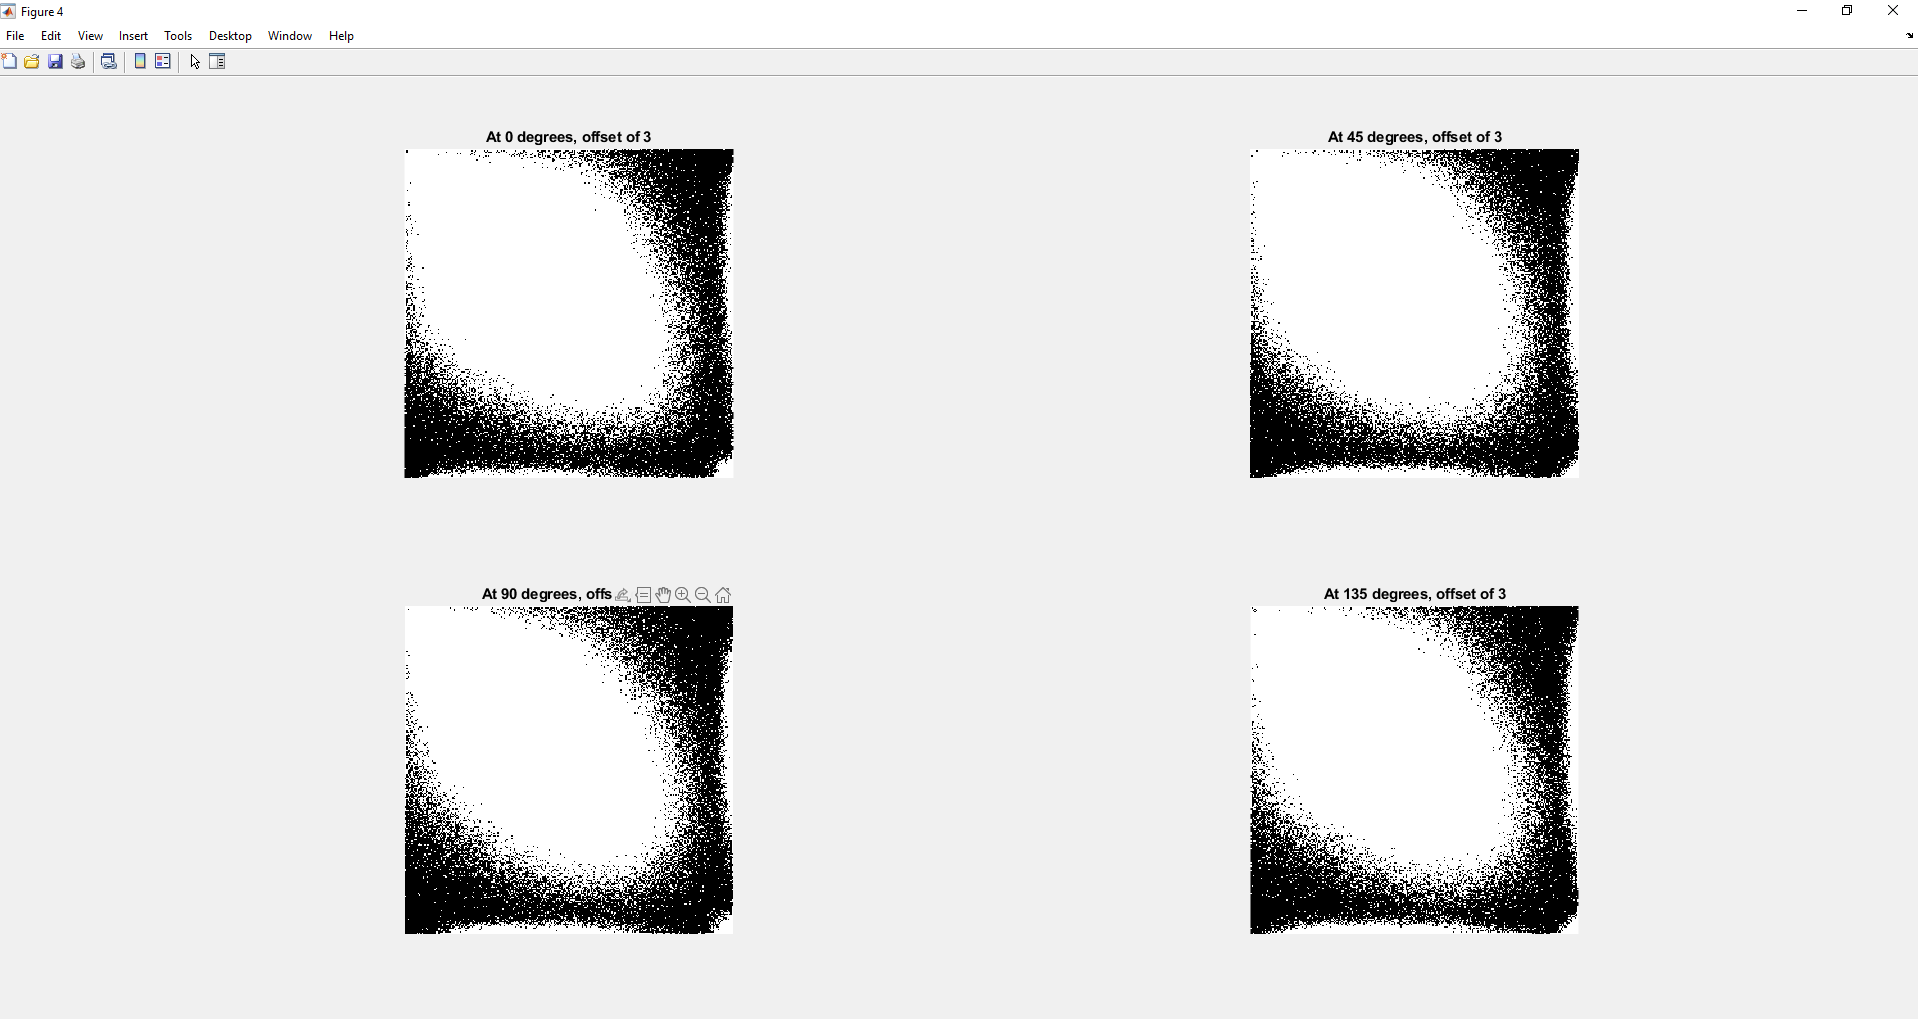 Figure 4
File Edit View Insert Tools Desktop Window Help
At 0 degrees, offset of 3
At 45 degrees, offset of 3
At 90 degrees, offs
At 135 degrees, offset of 3